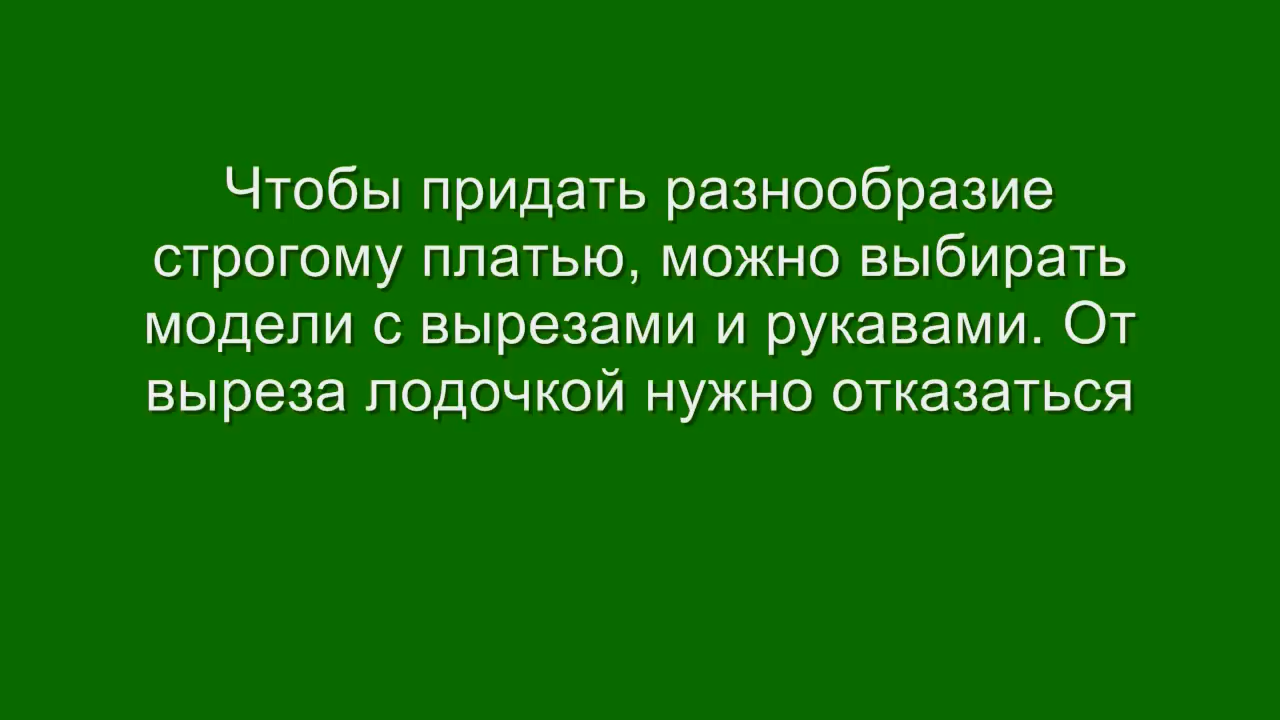 Чтобы придать разнообразие
строгому платью, можно выбирать
модели с вырезами и рукавами. От
выреза лодочкой нужно отказаться